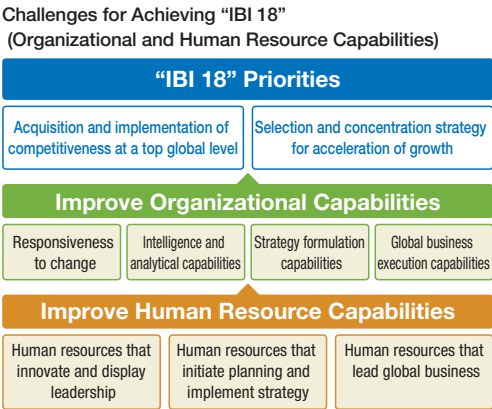 Challenges for Achieving “IBI 18”
(Organizational and Human Resource Capabilities)
“IBI 18” Priorities
Acquisition and implementation of
competitiveness at a top global level
Selection and concentration strategy
for acceleration of growth
Improve Organizational Capabilities
Responsiveness
to change
Intelligence and
analytical capabilities
Strategy formulation
capabilities
Global business
execution capabilities
Improve Human Resource Capabilities
Human resources that
innovate and display
leadership
Human resources that
initiate planning and
implement strategy
Human resources that
lead global business